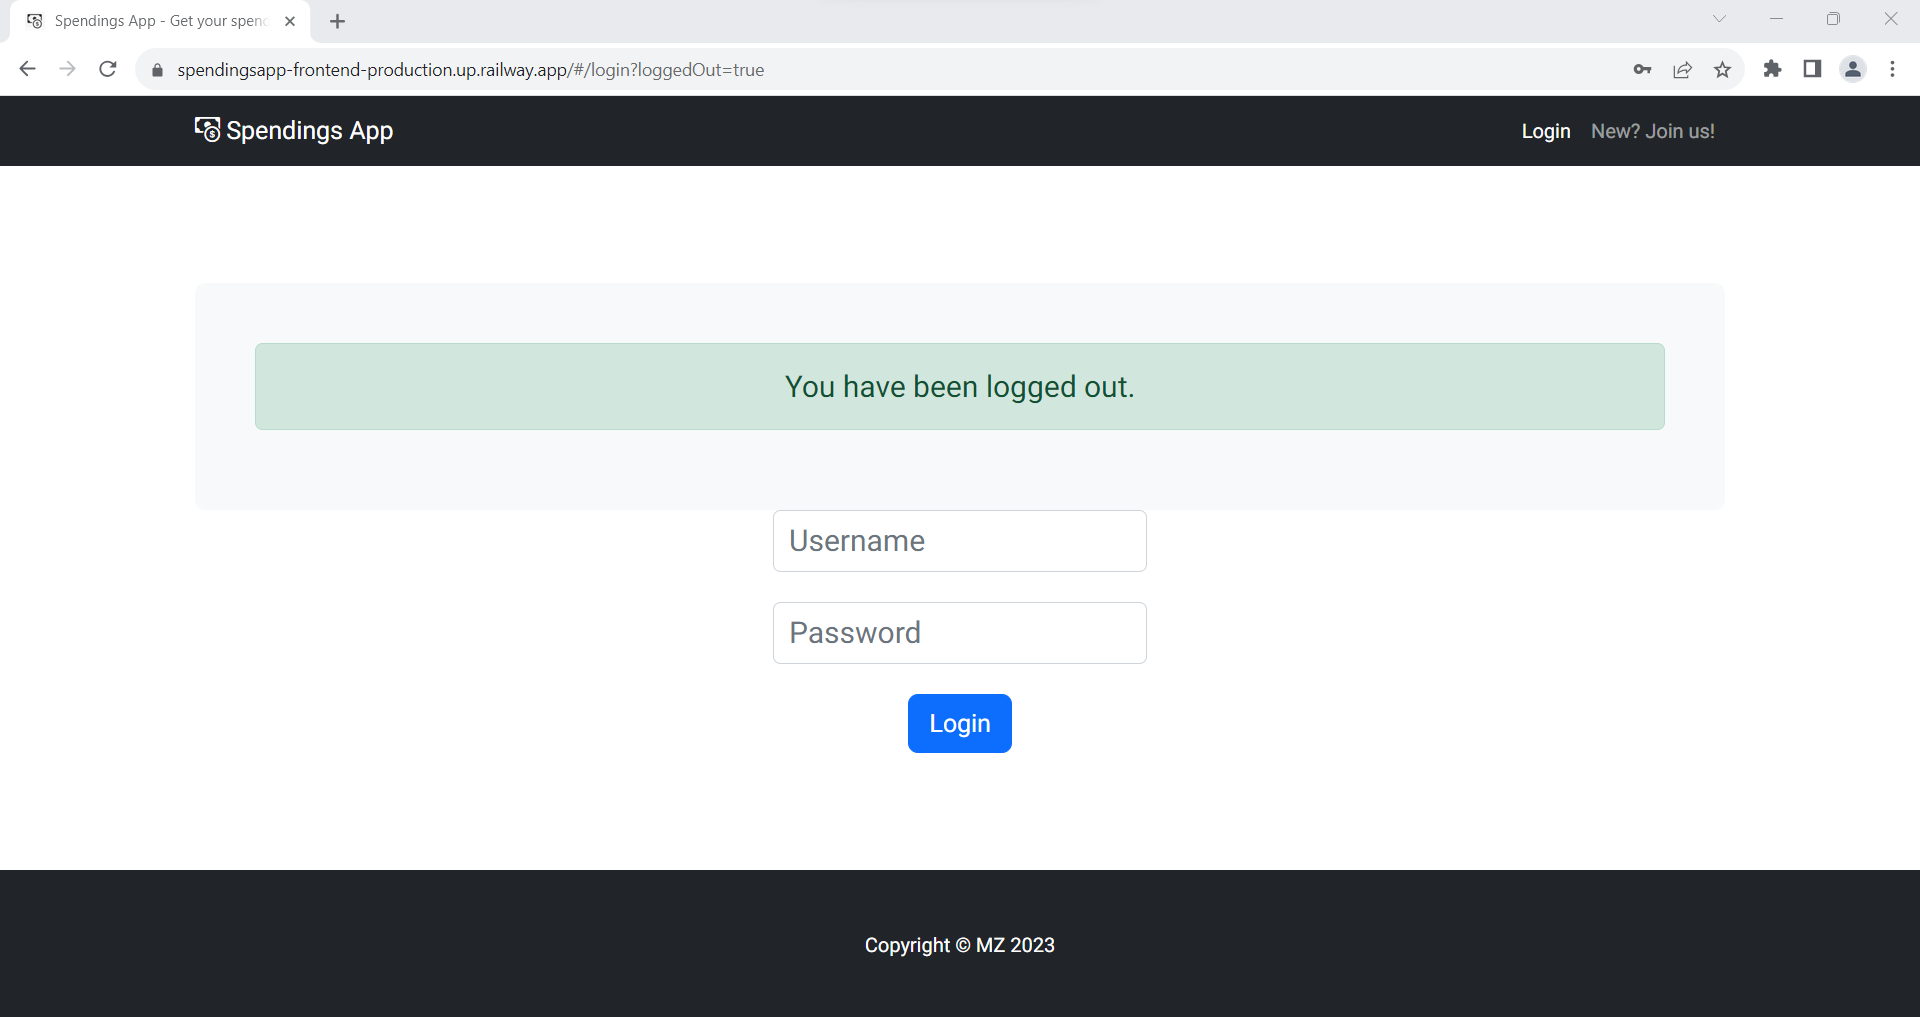 Spendings App - Get your spen
spendingsapp-frontend-production.up.railway.app/#/login?loggedOut=true
Spendings App
Login
New? Join us!
You have been logged out.
Username
Password
Login
Copyright © MZ 2023